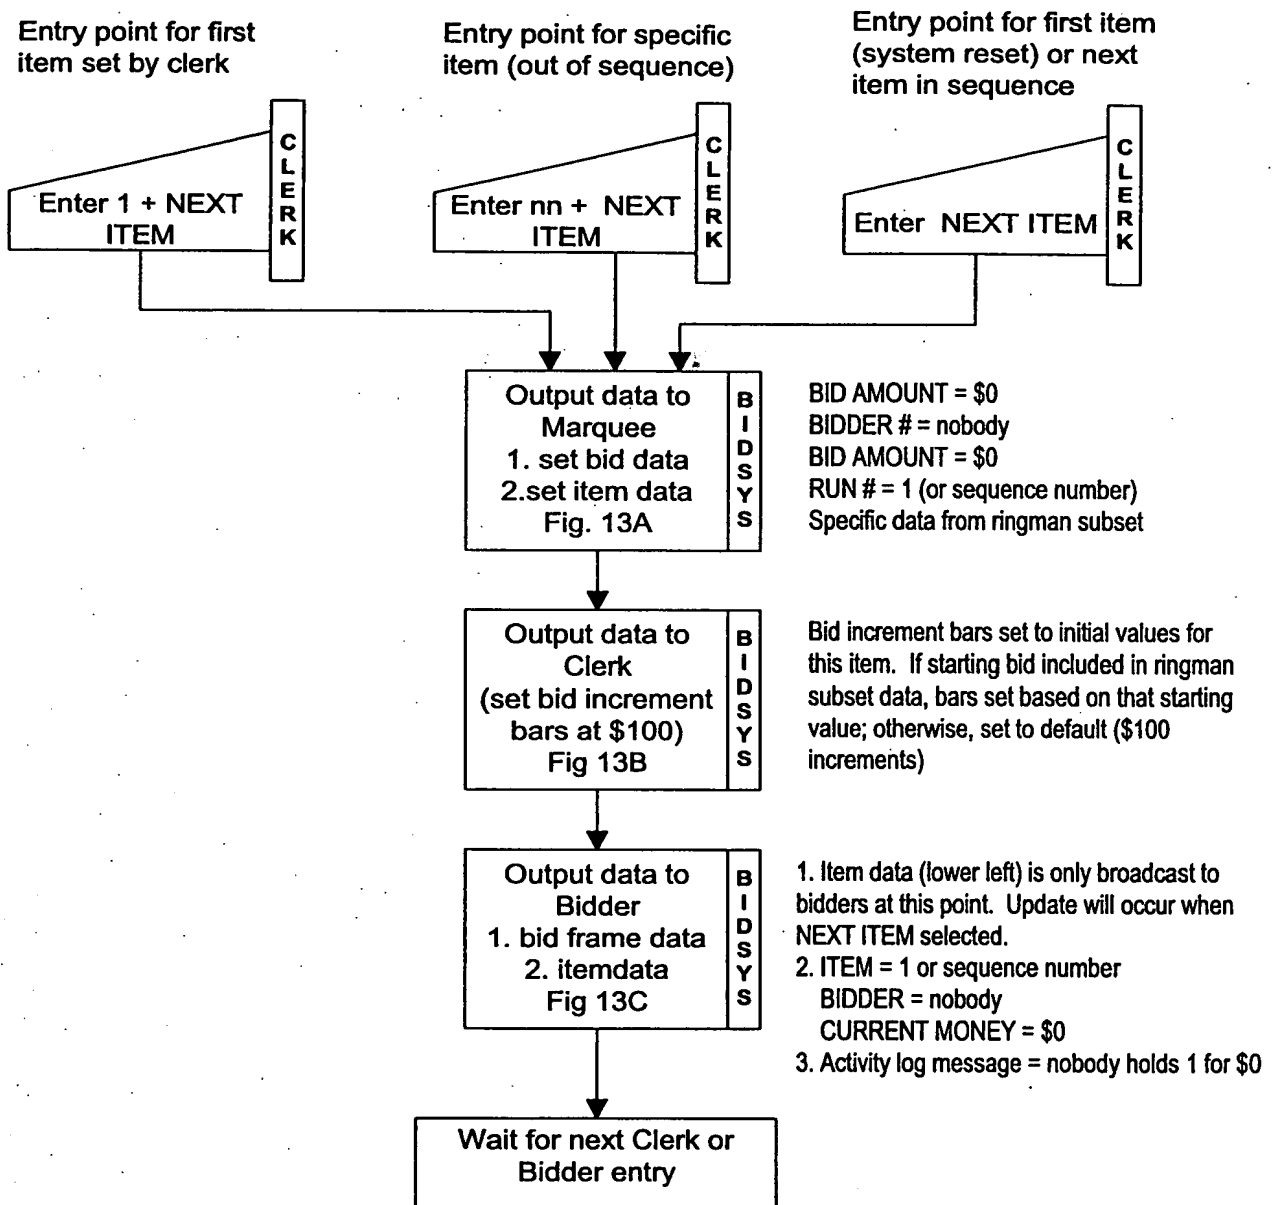 Entry point for first
item set by clerk
Entry point for specific
item (out of sequence)
Entry point for first item
(system reset) or next
item in sequence
Enter 1 + NEXT
ITEM
CLERK
Enter nn + NEXT
ITEM
CLERK
Enter NEXT ITEM
CLERK
Output data to
Marquee
1. set bid data
2.set item data
Fig. 13A
BIDSYS
BID AMOUNT = $0
BIDDER # = nobody
BID AMOUNT = $0
RUN # = 1 (or sequence number)
Specific data from ringman subset
Output data to
Clerk
(set bid increment
bars at $100)
Fig 13B
BIDSYS
Bid increment bars set to initial values for
this item. If starting bid included in ringman
subset data, bars set based on that starting
value; otherwise, set to default ($100
increments)
Output data to
Bidder
1. bid frame data
2. itemdata
Fig 13C
BIDSYS
1. Item data (lower left) is only broadcast to
bidders at this point. Update will occur when
NEXT ITEM selected.
2. ITEM = 1 or sequence number
BIDDER = nobody
CURRENT MONEY = $0
3. Activity log message = nobody holds 1 for $0
Wait for next Clerk or
Bidder entry